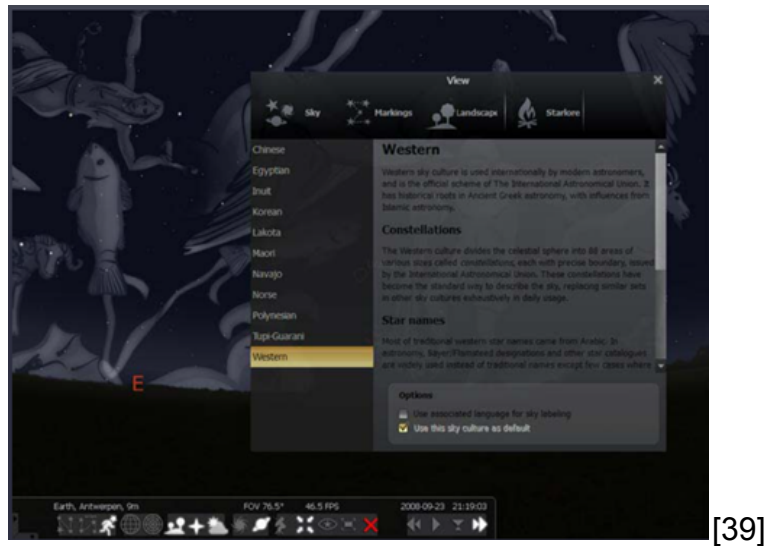 View
Sky
Markings
Landscape
Starlore
Chinese
Egyptian
Inuit
Korean
Lakota
Maori
Navajo
Norse
Polynesian
Tupi-Guarani
Western
Western
Western sky culture is used internationally by modern astronomers,
and is the official scheme of The International Astronomical Union. It
has historical roots in Ancient Greek astronomy, with influences from
Islamic astronomy.
Constellations
The Western culture divides the celestial sphere into 88 areas of
various sizes called constellations, each with precise boundary, issued
by the International Astronomical Union. These constellations have
become the standard way to describe the sky, replacing similar sets
in other sky cultures exhaustively in daily usage.
Star names
Most of traditional western star names came from Arabic. In
astronomy, Bayer/Flamsteed designations and other star catalogues
are widely used instead of traditional names except few cases where
Options
Use associated language for sky labeling
Use this sky culture as default
E
Earth, Antwerpen, 9m
FOV 76.5°
46.5 FPS
2008-09-23 21:19:03
[39]